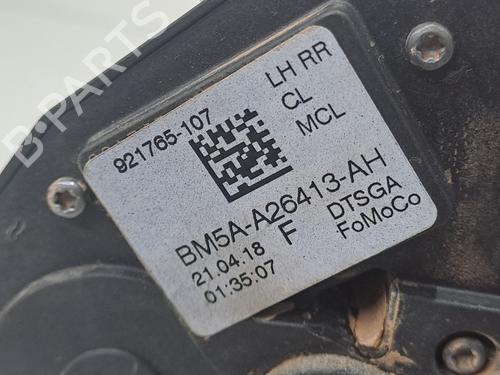 B-PARTS
LH RR
921765-107
CL
MCL
BM5A-A26413-AH
21.04.18 F DTSGA
01:35:07 FoMoCo